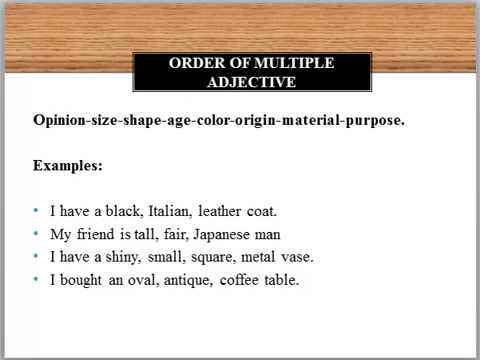 ORDER OF MULTIPLE
ADJECTIVE
Opinion-size-shape-age-color-origin-material-purpose.
Examples:
• I have a black, Italian, leather coat.
• My friend is tall, fair, Japanese man
• I have a shiny, small, square, metal vase.
• I bought an oval, antique, coffee table.